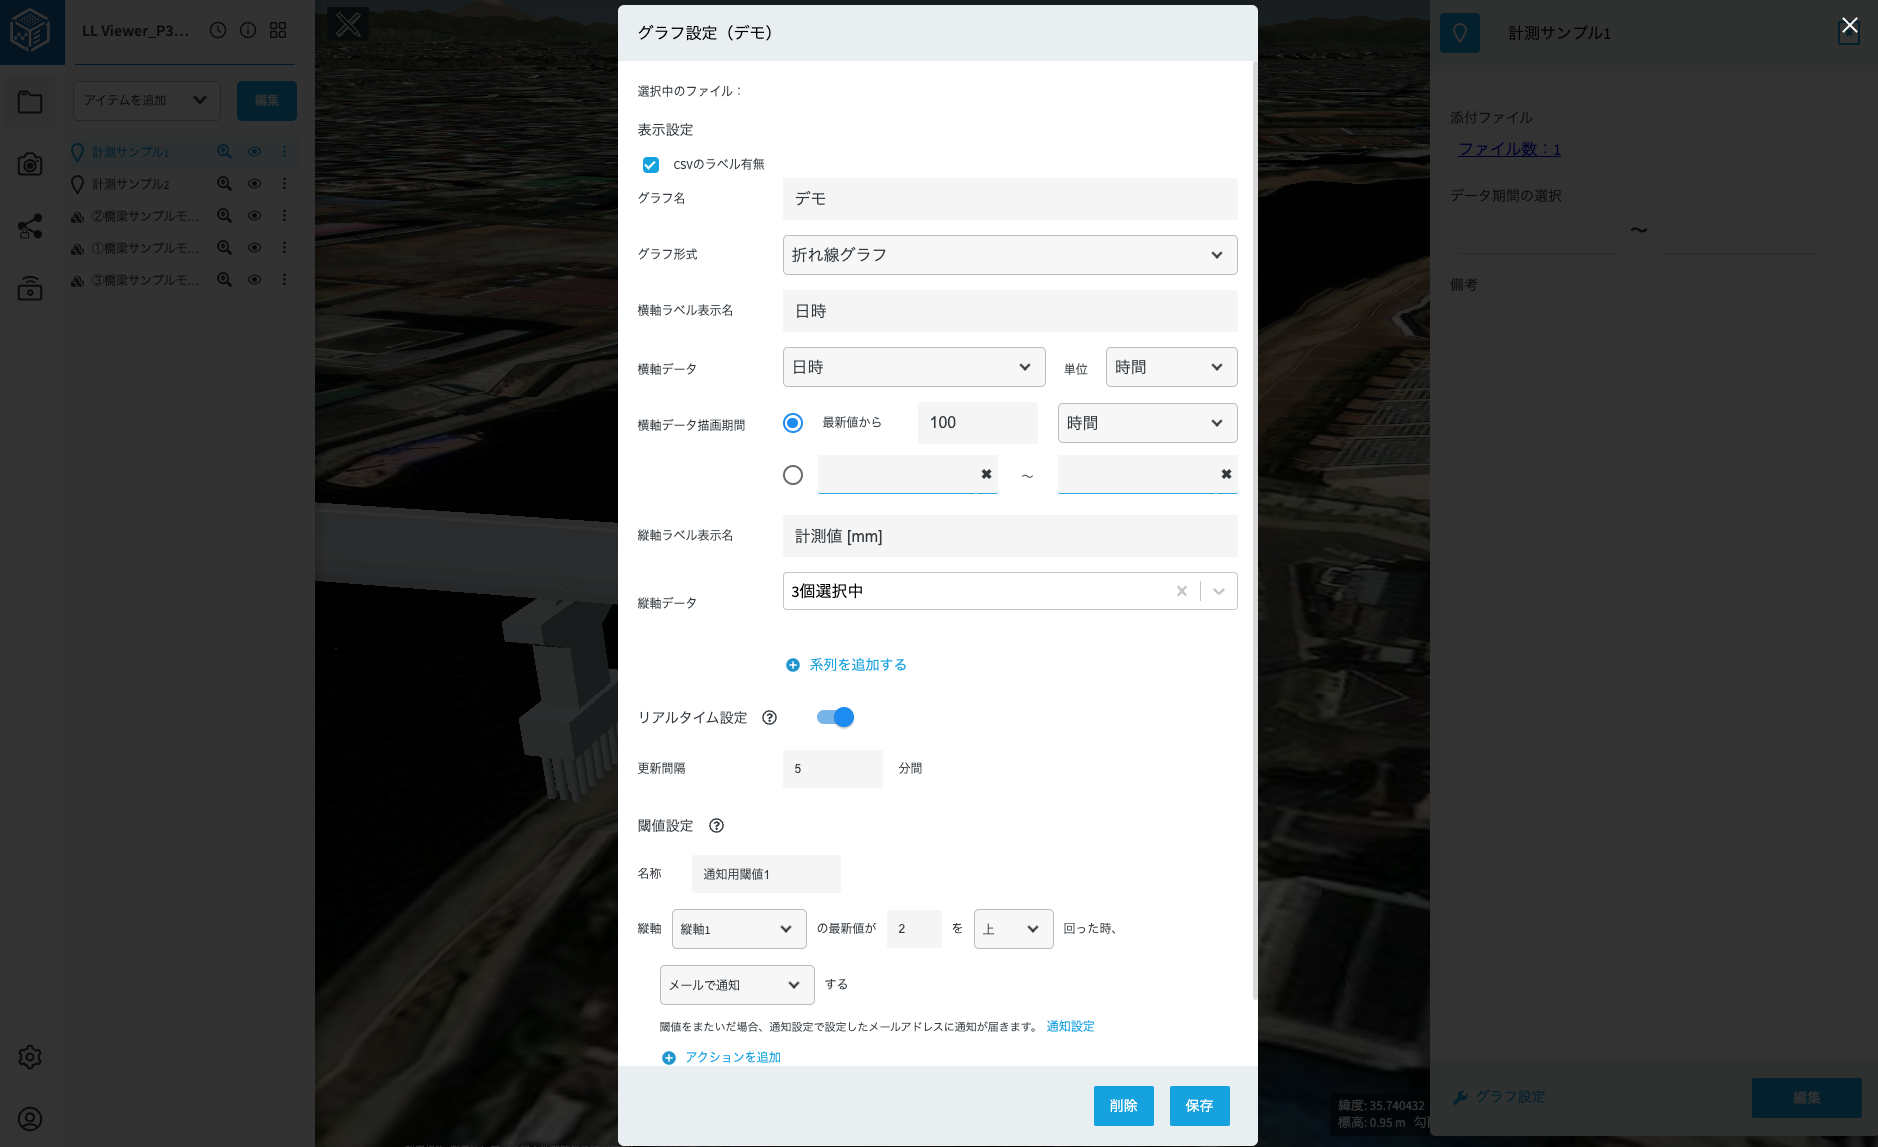 LL Viewer_P3...
アイテムを追加
編集
計測サンプル1
計測サンプル2
②橋梁サンプルモ...
①橋梁サンプルモ...
③橋梁サンプルモ...
グラフ設定（デモ）
選択中のファイル：
表示設定
csvのラベル有無
グラフ名
デモ
グラフ形式
折れ線グラフ
横軸ラベル表示名
日時
横軸データ
日時
単位
時間
横軸データ描画期間
最新値から
100
時間
～
縦軸ラベル表示名
計測値 [mm]
縦軸データ
3個選択中
系列を追加する
リアルタイム設定
更新間隔
5
分間
閾値設定
名称
通知用閾値1
縦軸
縦軸1
の最新値が
2
を
上
回った時、
メールで通知
する
閾値をまたいだ場合、通知設定で設定したメールアドレスに通知が届きます。 通知設定
アクションを追加
削除
保存
計測サンプル1
添付ファイル
ファイル数：1
データ期間の選択
～
備考
グラフ設定
編集
緯度: 35.740432
標高: 0.95 m